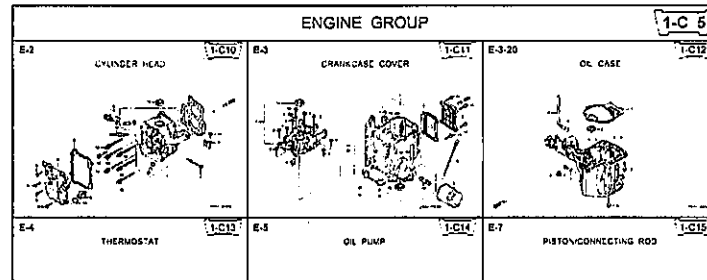 ENGINE GROUP
1-C 5
E-2
1-C10
CYLINDER HEAD
E-3
1-C11
CRANKCASE COVER
E-3-20
1-C12
OIL CASE
E-4
1-C13
THERMOSTAT
E-5
1-C14
OIL PUMP
E-7
1-C15
PISTON/CONNECTING ROD